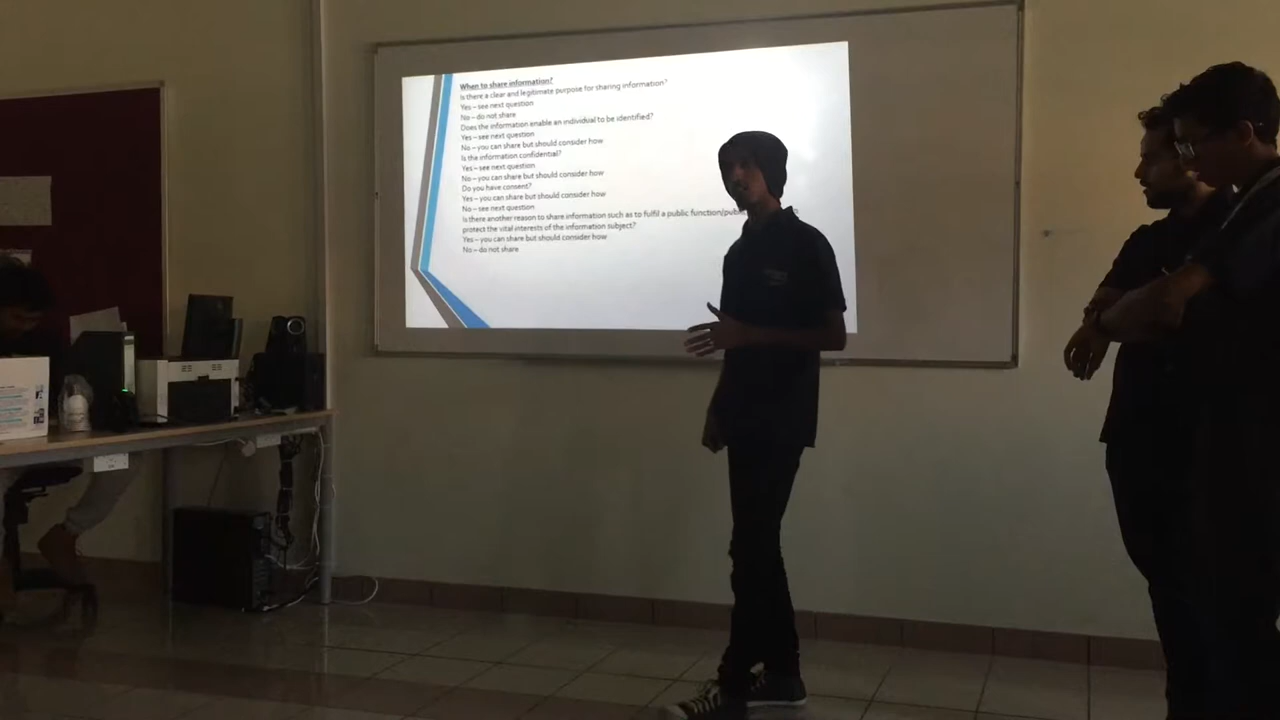 When to share information?
Is there a clear and legitimate purpose for sharing information?
Yes – see next question
No – do not share
Does the information enable an individual to be identified?
Yes – see next question
No – you can share but should consider how
Is the information confidential?
Yes – see next question
No – you can share but should consider how
Do you have consent?
Yes – you can share but should consider how
No – see next question
Is there another reason to share information such as to fulfil a public function/
protect the vital interests of the information subject?
Yes – you can share but should consider how
No – do not share